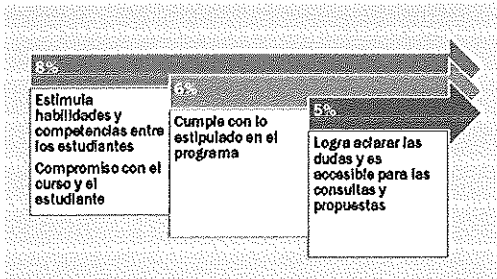 8%
Estimula
habilidades y
competencias entre
los estudiantes
Compromiso con el
curso y el
estudiante
6%
Cumple con lo
estipulado en el
programa
5%
Logra aclarar las
dudas y es
accesible para las
consultas y
propuestas